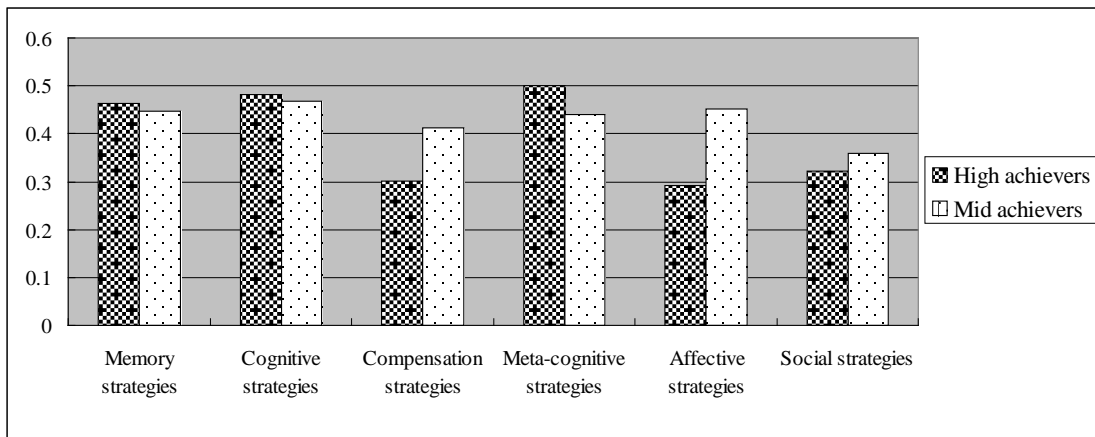 0.6
0.5
0.4
0.3
0.2
0.1
0
Memory
strategies
Cognitive
strategies
Compensation
strategies
Meta-cognitive
strategies
Affective
strategies
Social strategies
High achievers
Mid achievers